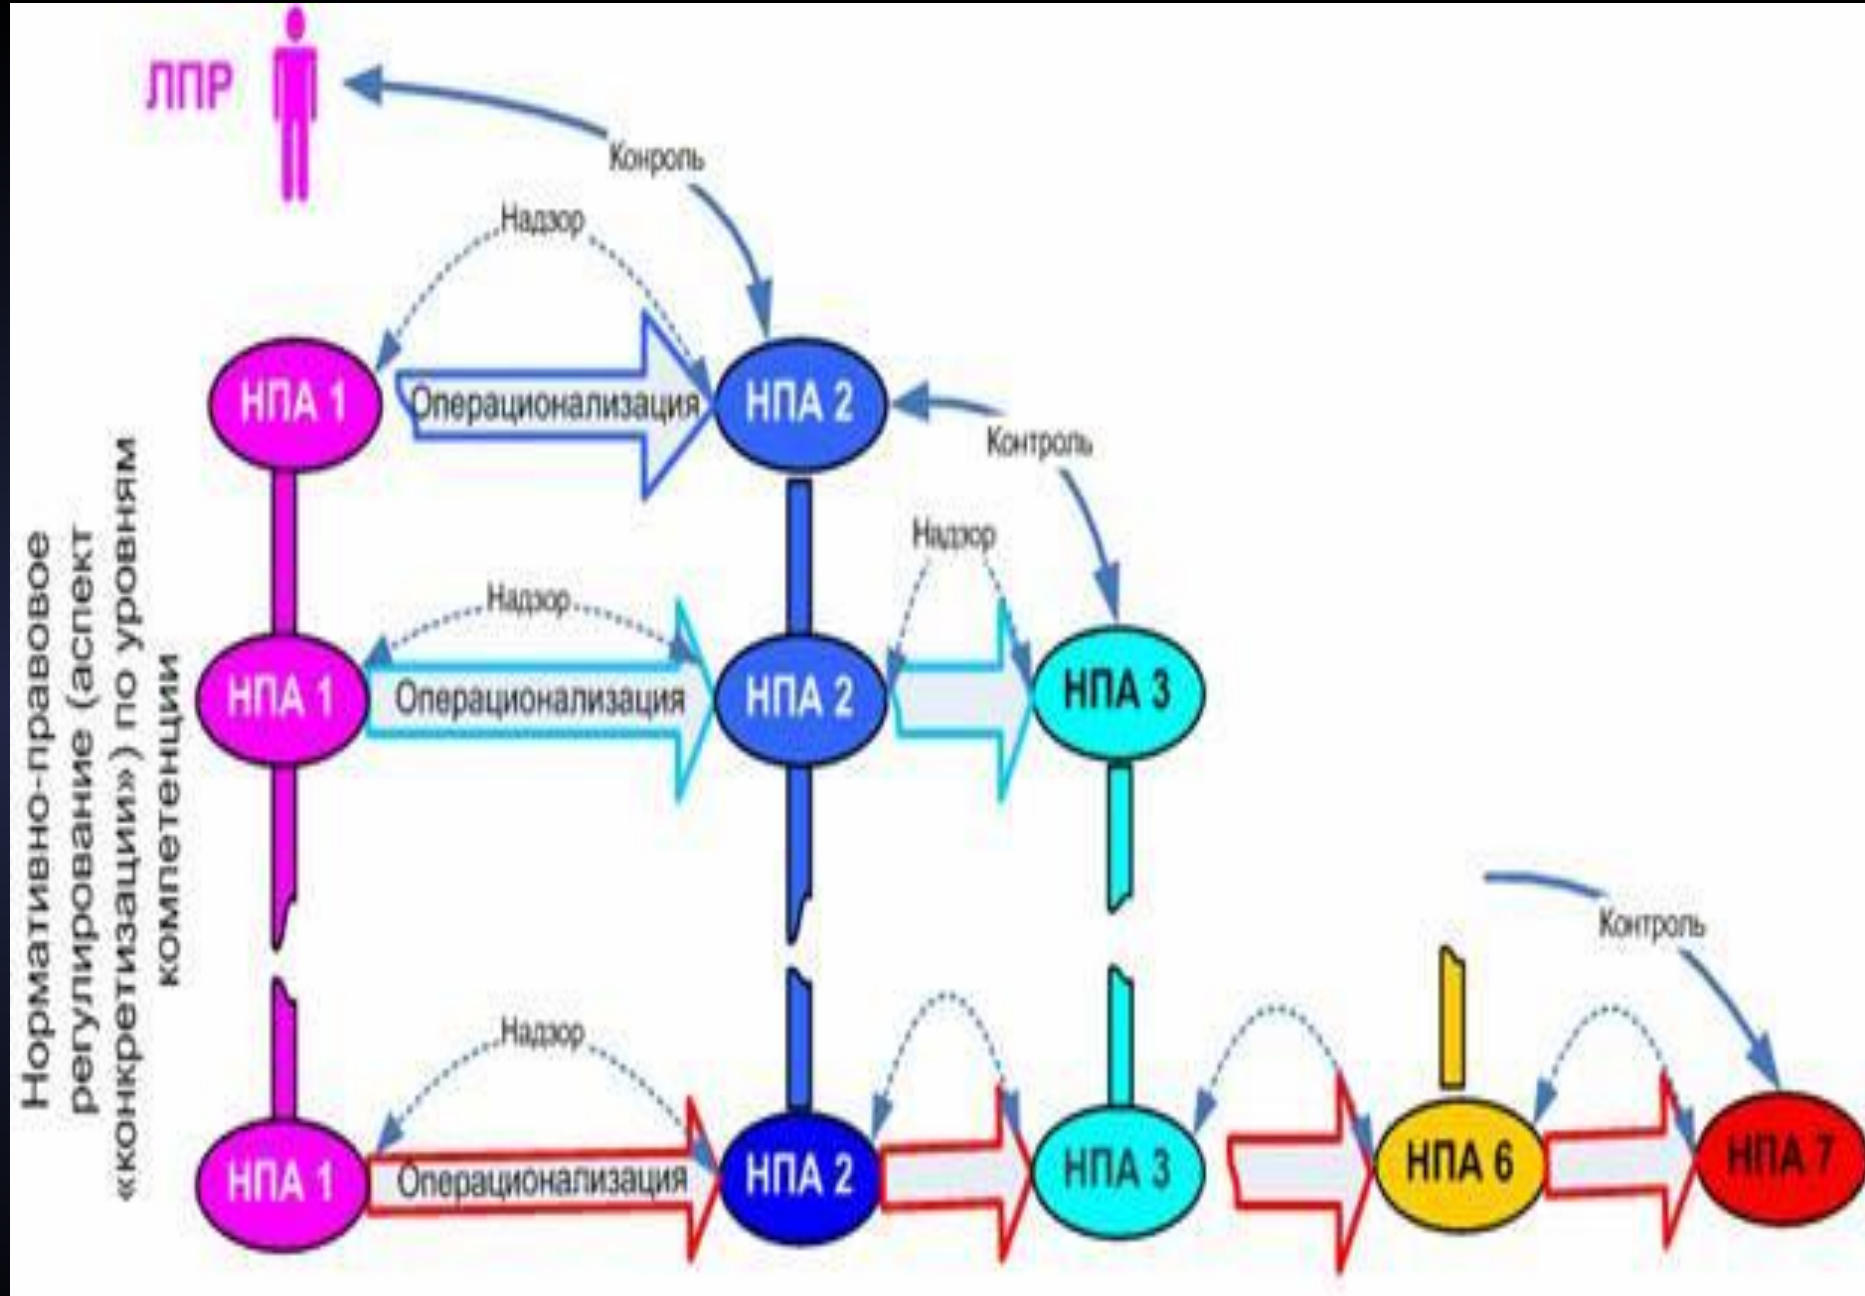 ЛПР
Конроль
Надзор
НПА 1
Операционализация
НПА 2
Контроль
Надзор
Надзор
НПА 1
Операционализация
НПА 2
НПА 3
Контроль
Надзор
НПА 1
Операционализация
НПА 2
НПА 3
НПА 6
НПА 7
Нормативно-правовое
регулирование (аспект
«конкретизации») по уровням
компетенции